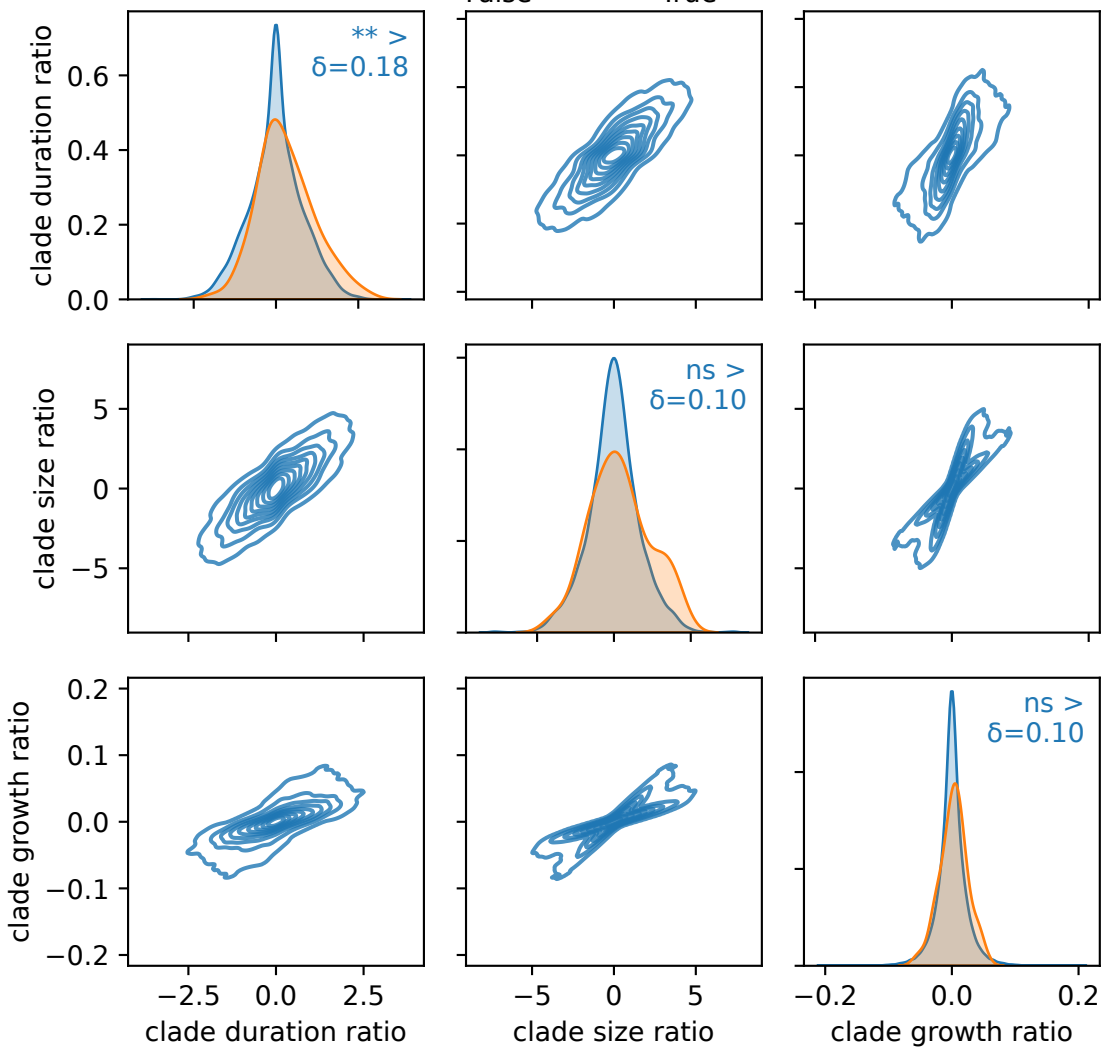 True
** >
δ=0.18
clade duration ratio
0.6
0.4
0.2
0.0
ns >
δ=0.10
clade size ratio
5
0
−5
ns >
δ=0.10
clade growth ratio
0.2
0.1
0.0
−0.1
−0.2
−2.5 0.0 2.5
−5 0 5
−0.2 0.0 0.2
clade duration ratio
clade size ratio
clade growth ratio